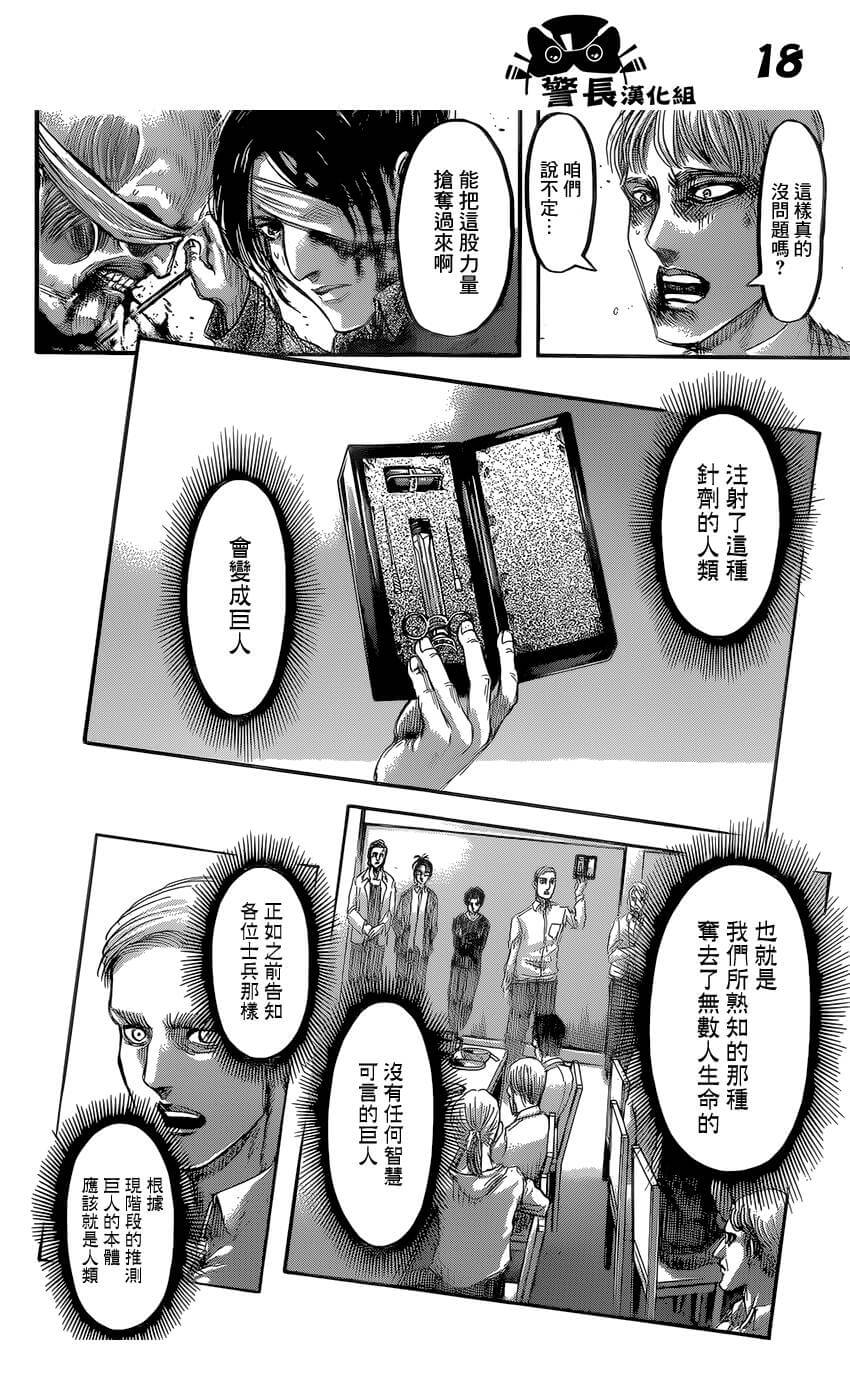 警長漢化組
18
這樣真的
沒問題嗎?
咱們
說不定…
能把這股力量
搶奪過來啊
注射了這種
針劑的人類
會變成巨人
也就是
我們所熟知的那種
奪去了無數人生命的
沒有任何智慧
可言的巨人
正如之前告知
各位士兵那樣
根據
現階段的推測
巨人的本體
應該就是人類